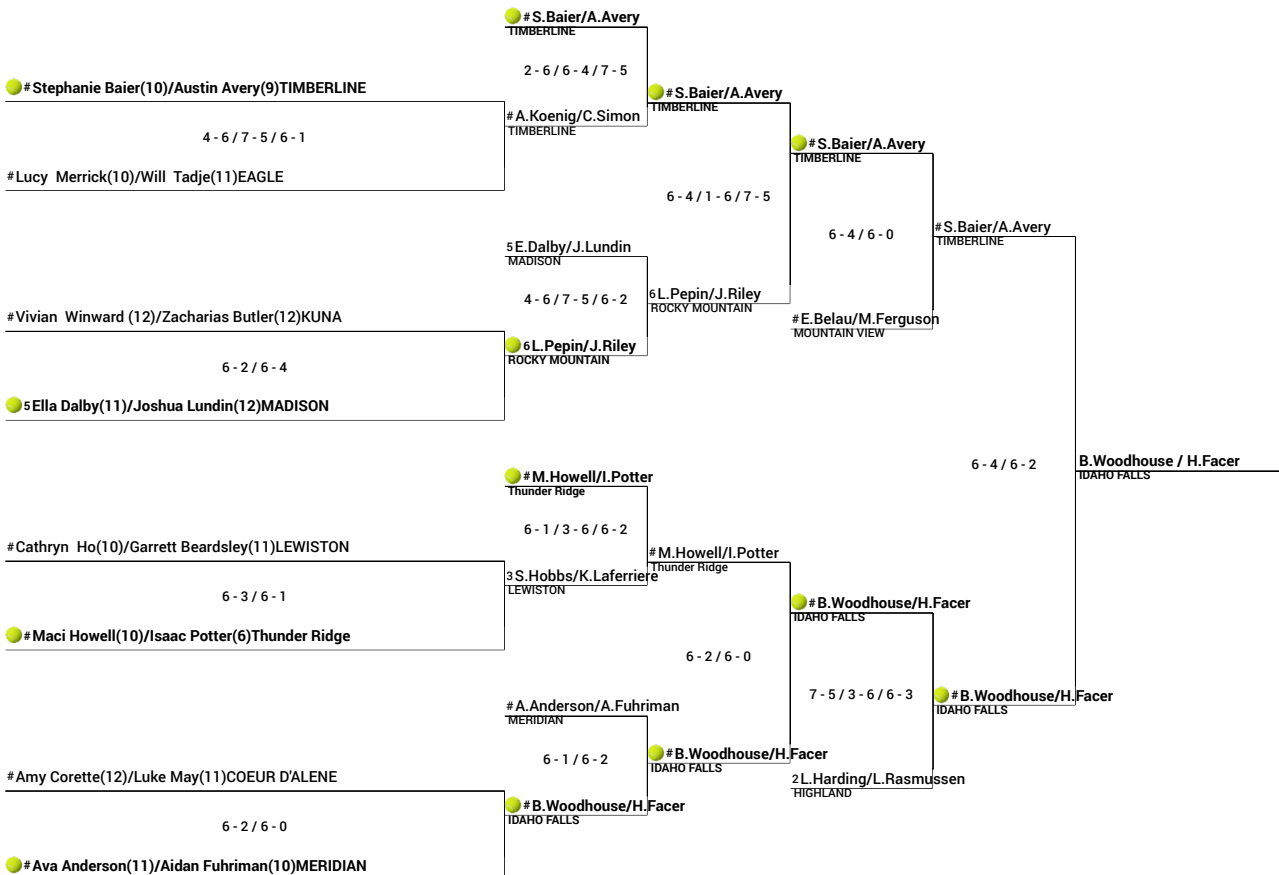 # Stephanie Baier(10)/Austin Avery(9)TIMBERLINE
4 - 6 / 7 - 5 / 6 - 1
# Lucy Merrick(10)/Will Tadje(11)EAGLE
# Vivian Winward (12)/Zacharias Butler(12)KUNA
6 - 2 / 6 - 4
5 Ella Dalby(11)/Joshua Lundin(12)MADISON
# Cathryn Ho(10)/Garrett Beardsley(11)LEWISTON
6 - 3 / 6 - 1
# Maci Howell(10)/Isaac Potter(6)Thunder Ridge
# Amy Corette(12)/Luke May(11)COEUR D'ALENE
6 - 2 / 6 - 0
# Ava Anderson(11)/Aidan Fuhriman(10)MERIDIAN
# S.Baier/A.Avery
TIMBERLINE
2 - 6 / 6 - 4 / 7 - 5
# A.Koenig/C.Simon
TIMBERLINE
5 E.Dalby/J.Lundin
MADISON
4 - 6 / 7 - 5 / 6 - 2
6 L.Pepin/J.Riley
ROCKY MOUNTAIN
# M.Howell/I.Potter
Thunder Ridge
6 - 1 / 3 - 6 / 6 - 2
3 S.Hobbs/K.Laferriere
LEWISTON
# A.Anderson/A.Fuhriman
MERIDIAN
6 - 1 / 6 - 2
# B.Woodhouse/H.Facer
IDAHO FALLS
# S.Baier/A.Avery
TIMBERLINE
6 - 4 / 1 - 6 / 7 - 5
6 L.Pepin/J.Riley
ROCKY MOUNTAIN
# M.Howell/I.Potter
Thunder Ridge
6 - 2 / 6 - 0
# B.Woodhouse/H.Facer
IDAHO FALLS
# S.Baier/A.Avery
TIMBERLINE
6 - 4 / 6 - 0
# E.Belau/M.Ferguson
MOUNTAIN VIEW
# B.Woodhouse/H.Facer
IDAHO FALLS
7 - 5 / 3 - 6 / 6 - 3
2 L.Harding/L.Rasmussen
HIGHLAND
# S.Baier/A.Avery
TIMBERLINE
6 - 4 / 6 - 2
# B.Woodhouse/H.Facer
IDAHO FALLS
B.Woodhouse / H.Facer
IDAHO FALLS